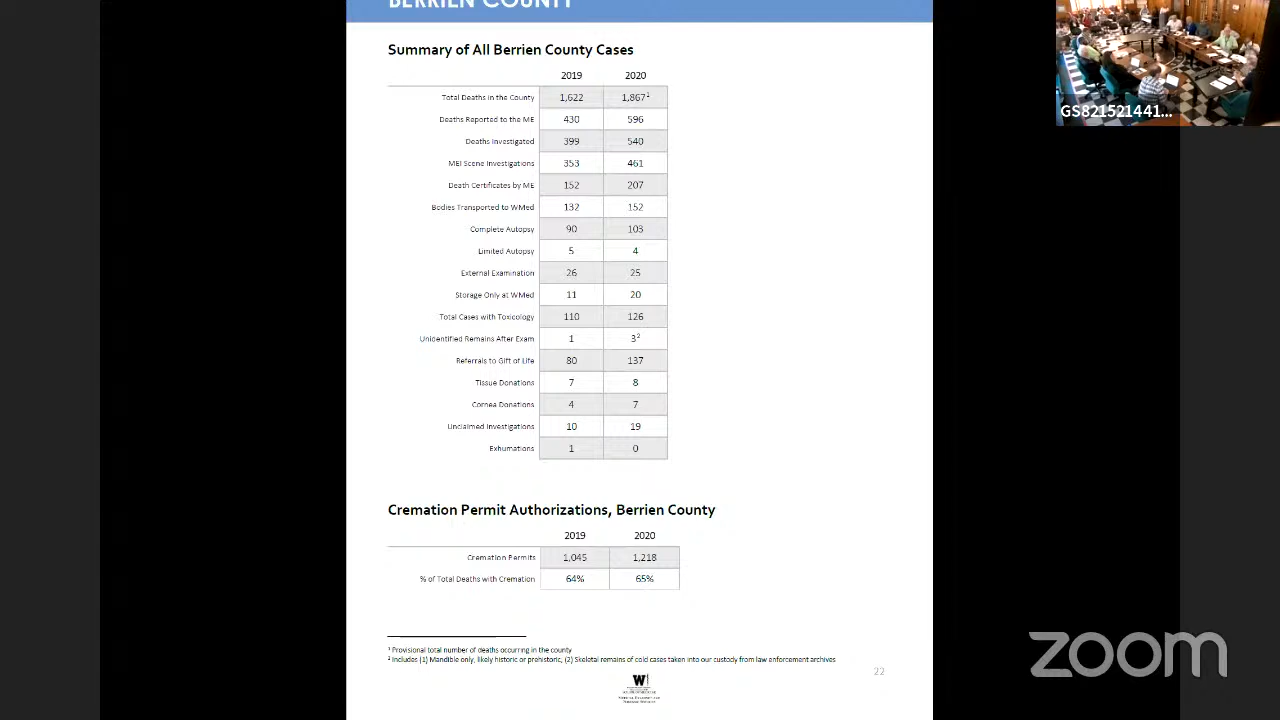 BERRIEN COUNTY
Summary of All Berrien County Cases
2019 2020
Total Deaths in the County 1,622 1,867¹
Deaths Reported to the ME 430 596
Deaths Investigated 399 540
MEI Scene Investigations 353 461
Death Certificates by ME 152 207
Bodies Transported to WMed 132 152
Complete Autopsy 90 103
Limited Autopsy 5 4
External Examination 26 25
Storage Only at WMed 11 20
Total Cases with Toxicology 110 126
Unidentified Remains After Exam 1 3²
Referrals to Gift of Life 80 137
Tissue Donations 7 8
Cornea Donations 4 7
Unclaimed Investigations 10 19
Exhumations 1 0
Cremation Permit Authorizations, Berrien County
2019 2020
Cremation Permits 1,045 1,218
% of Total Deaths with Cremation 64% 65%
¹ Provisional total number of deaths occurring in the county
² Includes (1) Mandible only, likely historic or prehistoric, (2) Skeletal remains of cold cases taken into our custody from law enforcement archives
22
W
GS821521441...
zoom